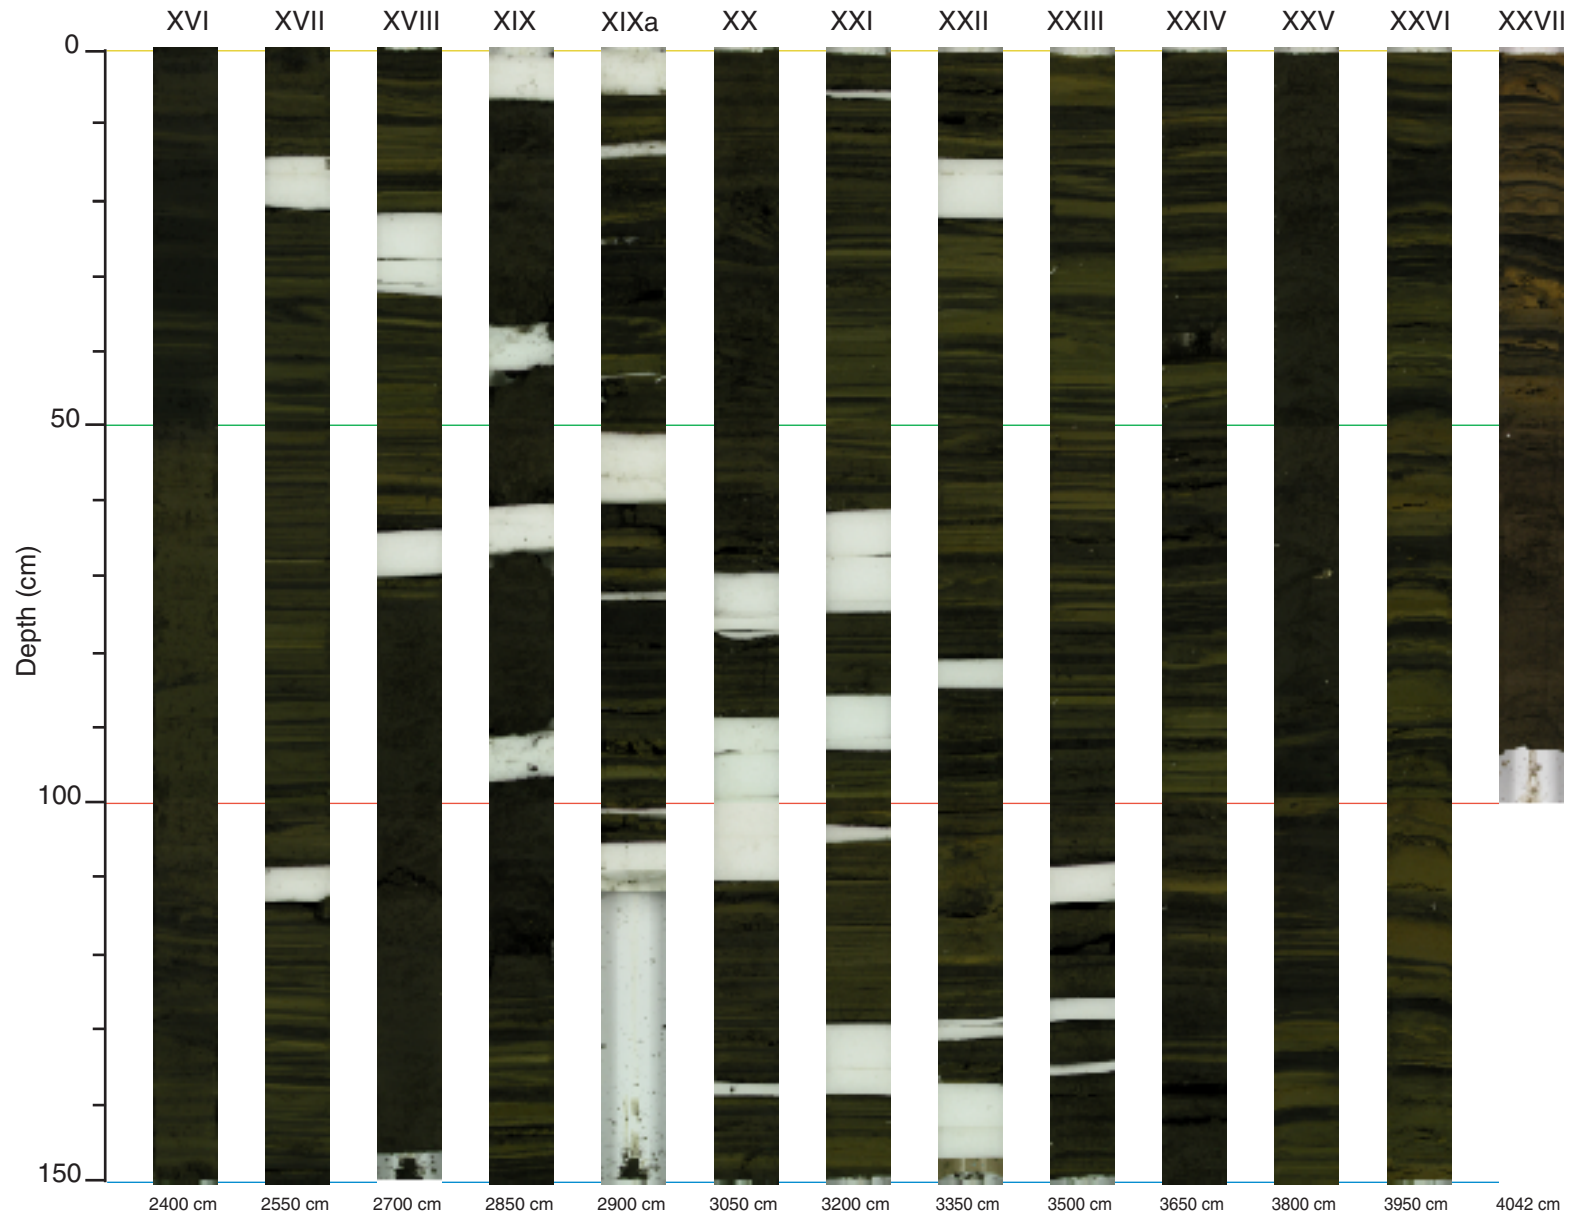 XVI XVII XVIII XIX XIXa XX XXI XXII XXIII XXIV XXV XXVI XXVII
0
50
Depth (cm)
100
150
2400 cm 2550 cm 2700 cm 2850 cm 2900 cm 3050 cm 3200 cm 3350 cm 3500 cm 3650 cm 3800 cm 3950 cm 4042 cm